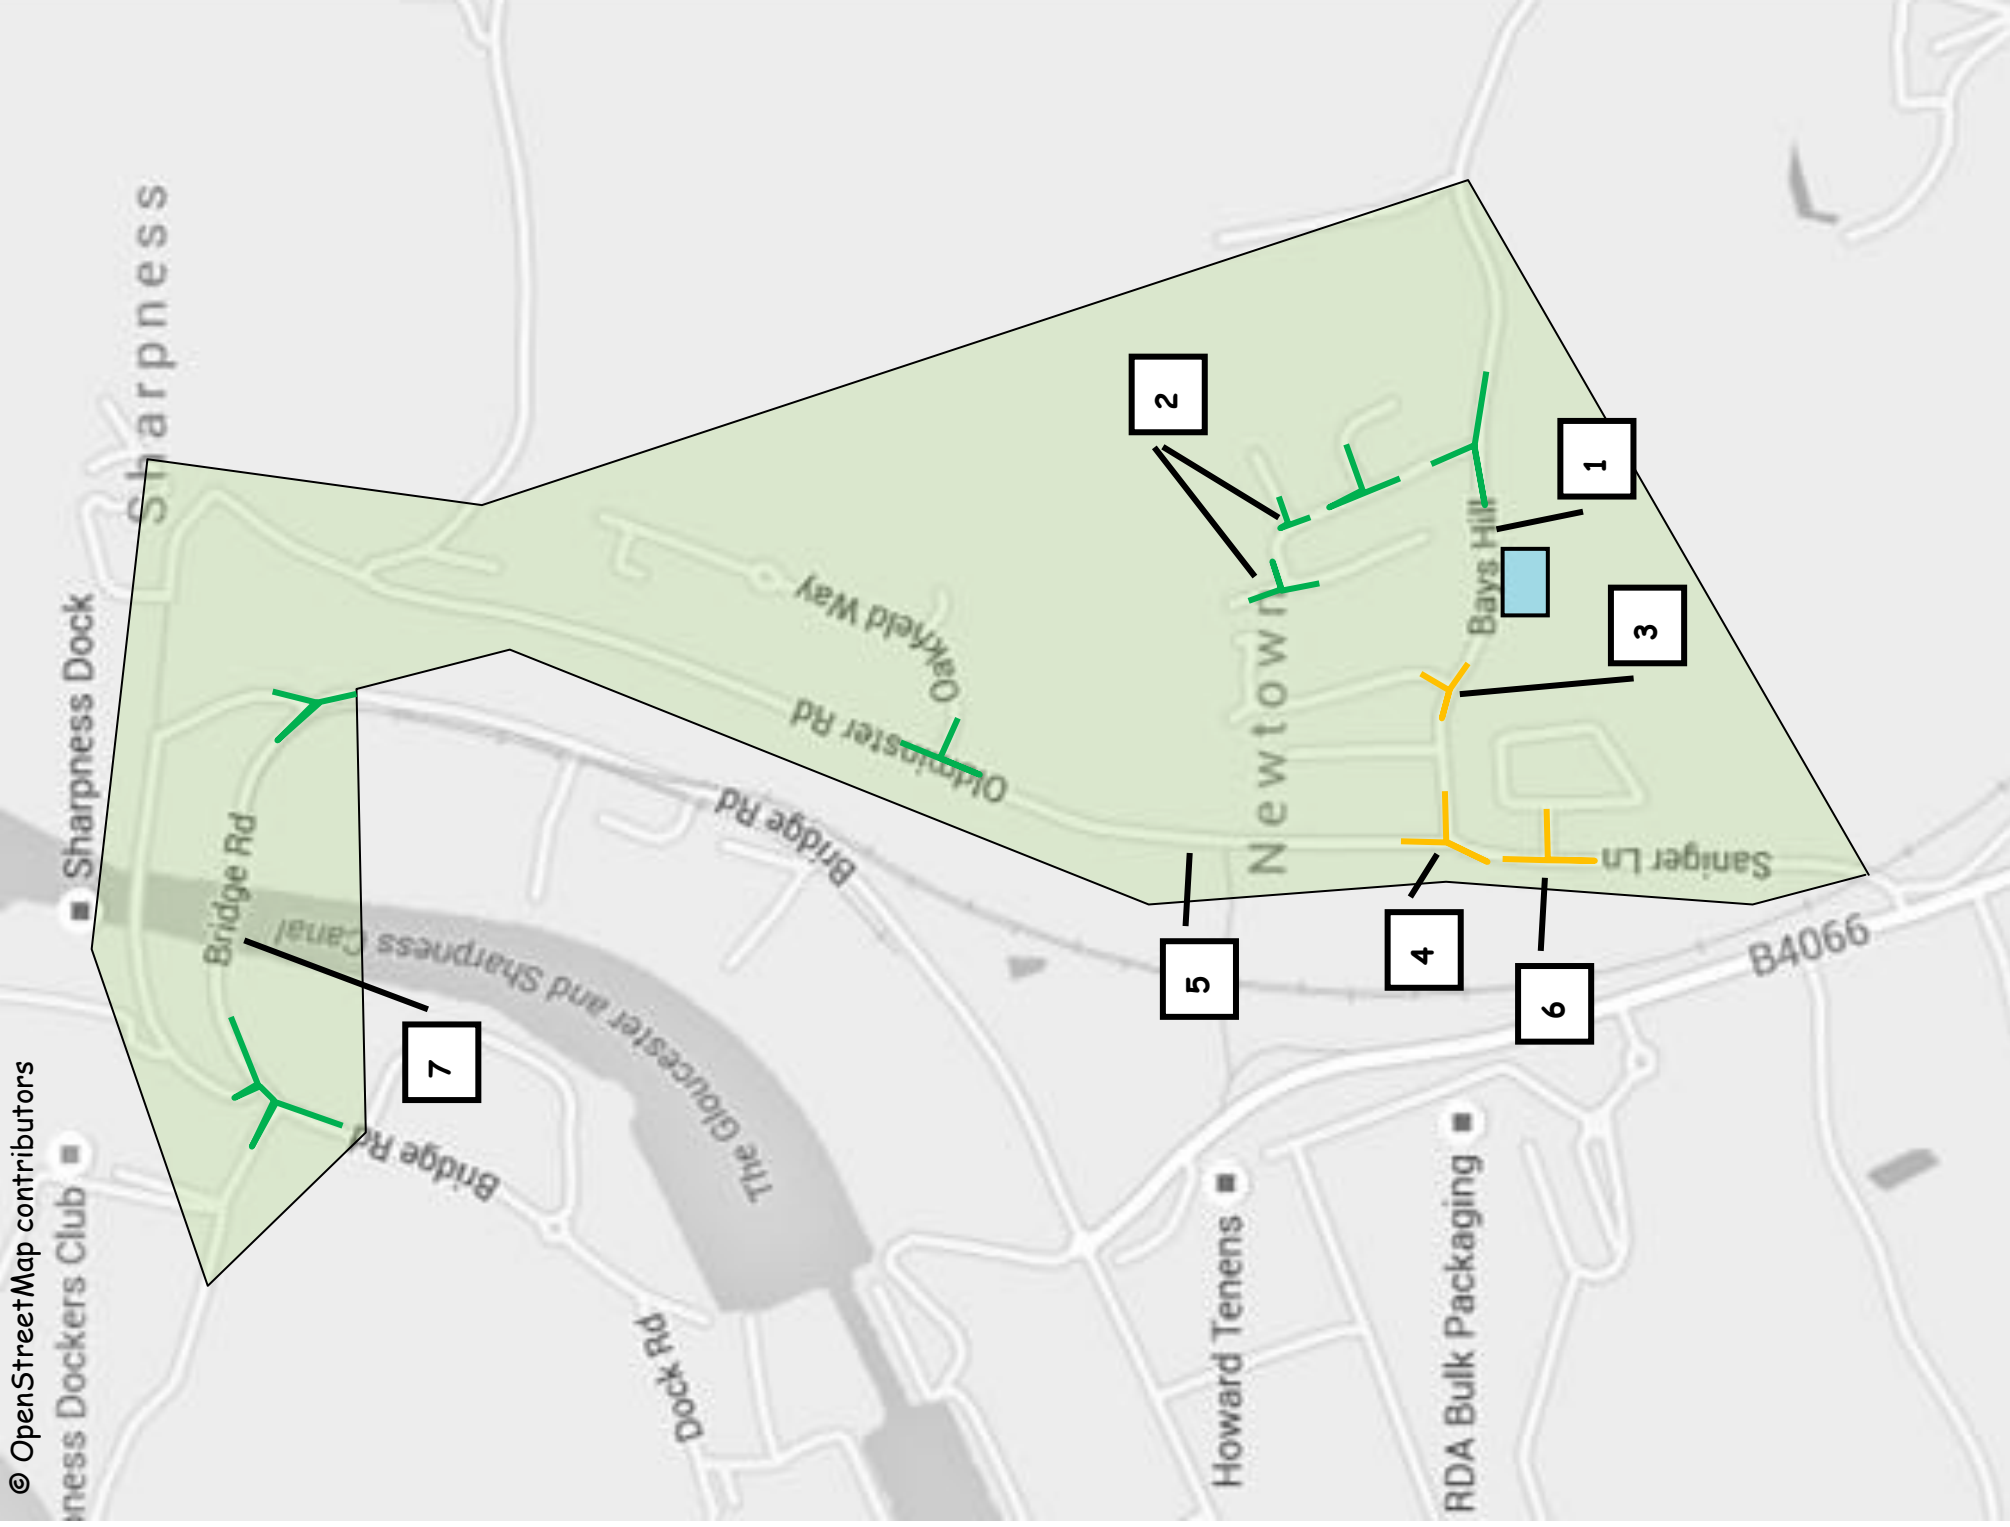 © OpenStreetMap contributors
ness Dockers Club
Sharpness Dock
Sharpness
Bridge Rd
Bridge Rd
Bridge Rd
The Gloucester and Sharpness Canal
Dock Rd
Oakfield Way
Oldminster Rd
Newtown
Bays Hill
Saniger Ln
B4066
Howard Tenens
RDA Bulk Packaging
1
2
3
4
5
6
7